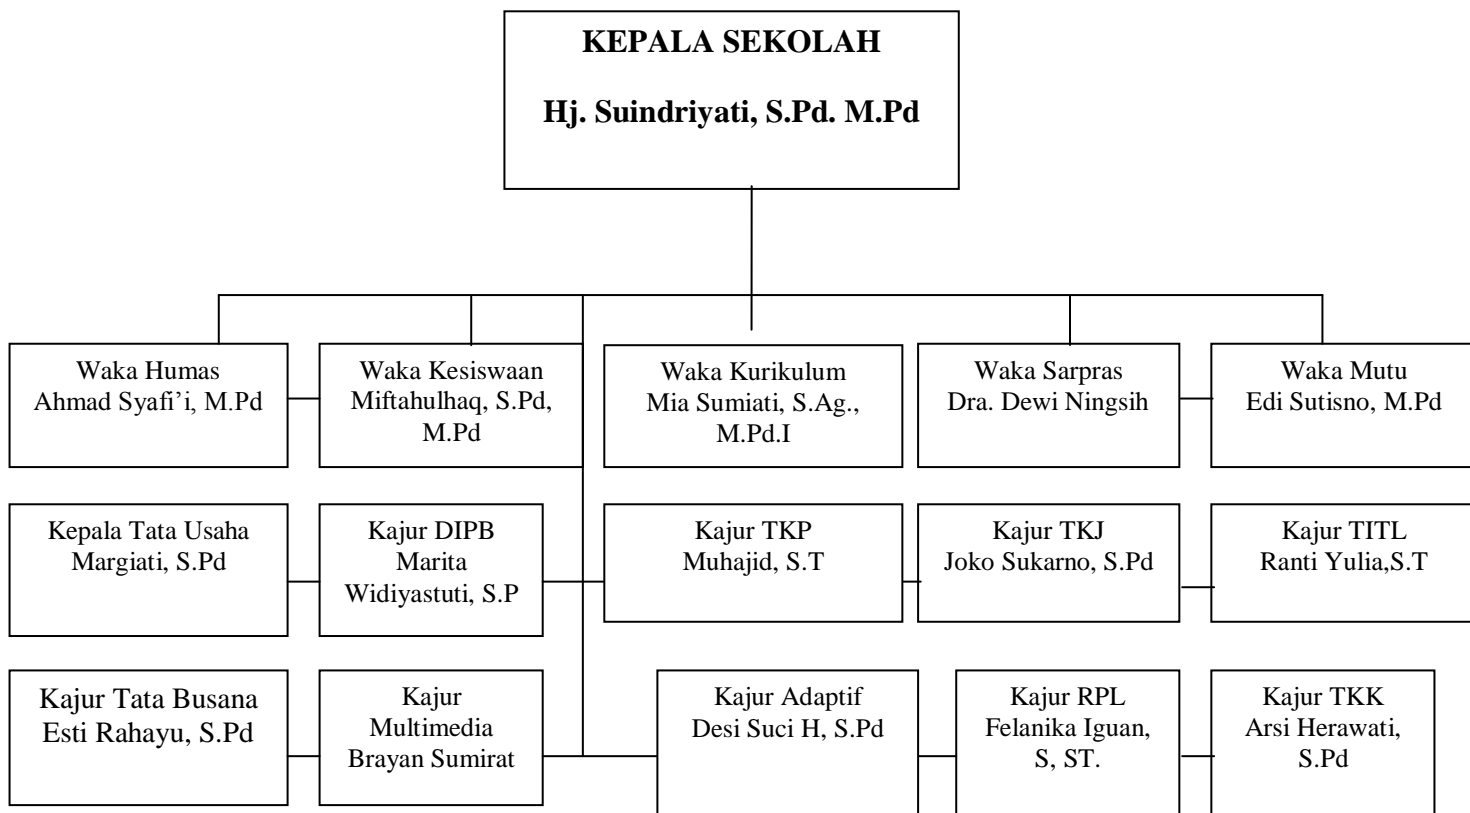 KEPALA SEKOLAH
Hj. Suindriyati, S.Pd. M.Pd
Waka Humas
Ahmad Syafi’i, M.Pd
Waka Kesiswaan
Miftahulhaq, S.Pd,
M.Pd
Waka Kurikulum
Mia Sumiati, S.Ag.,
M.Pd.I
Waka Sarpras
Dra. Dewi Ningsih
Waka Mutu
Edi Sutisno, M.Pd
Kepala Tata Usaha
Margiati, S.Pd
Kajur DIPB
Marita
Widiyastuti, S.P
Kajur TKP
Muhajid, S.T
Kajur TKJ
Joko Sukarno, S.Pd
Kajur TITL
Ranti Yulia,S.T
Kajur Tata Busana
Esti Rahayu, S.Pd
Kajur
Multimedia
Brayan Sumirat
Kajur Adaptif
Desi Suci H, S.Pd
Kajur RPL
Felanika Iguan,
S, ST.
Kajur TKK
Arsi Herawati,
S.Pd